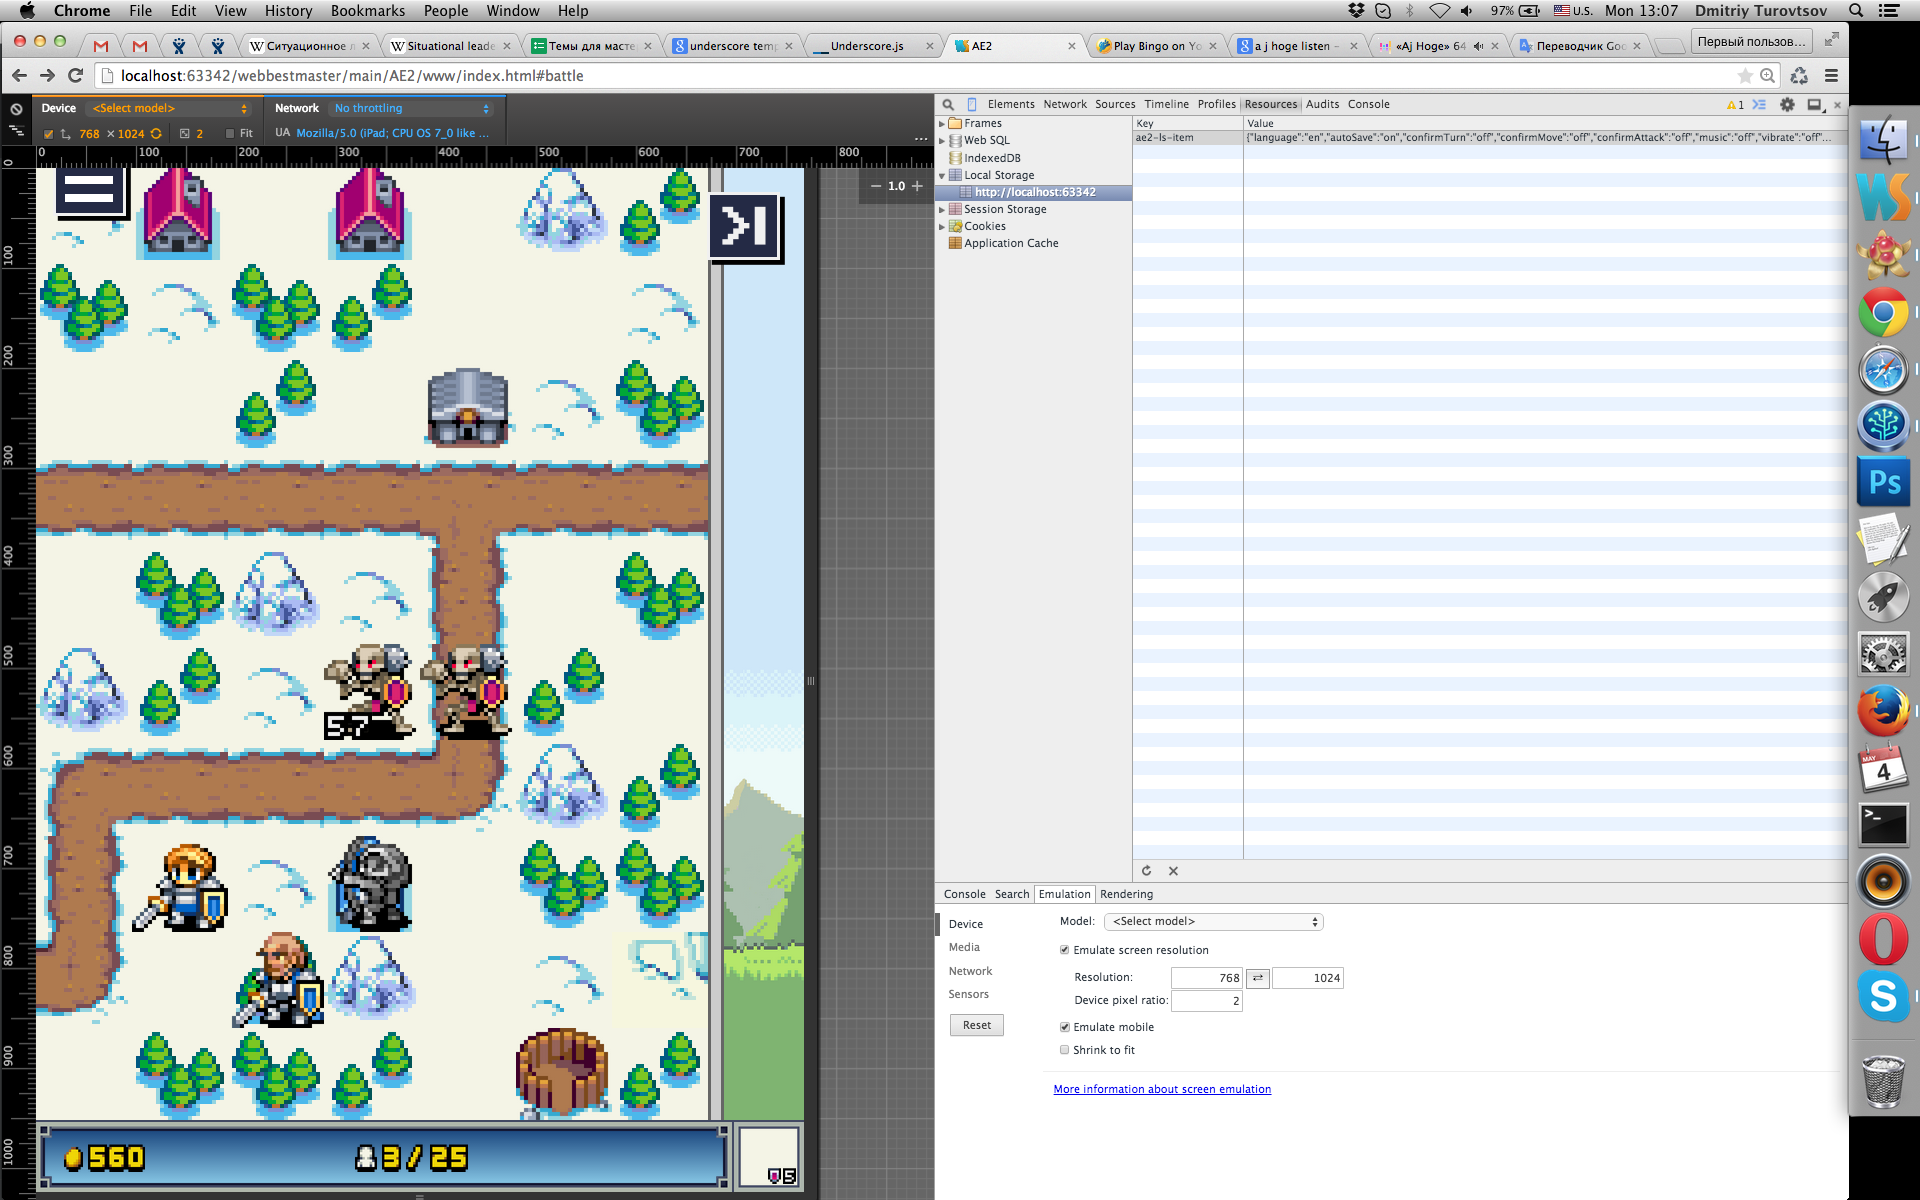 Chrome File Edit View History Bookmarks People Window Help 97% U.S. Mon 13:07 Dmitriy Turovtsov
Ситуационное л Situational leade Темы для масте underscore temp Underscore.js AE2 Play Bingo on Yo a j hoge listen – «Aj Hoge» 64 Переводчик Goo Первый пользов...
localhost:63342/webbestmaster/main/AE2/www/index.html#battle
Device <Select model> Network No throttling
768 × 1024 2 Fit UA Mozilla/5.0 (iPad; CPU OS 7_0 like ... ...
0 100 200 300 400 500 600 700 800
0 100 200 300 400 500 600 700 800 900 1000
− 1.0 +
57
560 3/25 5
Elements Network Sources Timeline Profiles Resources Audits Console 1
Frames
Web SQL
IndexedDB
Local Storage
http://localhost:63342
Session Storage
Cookies
Application Cache
Key Value
ae2-ls-item {"language":"en","autoSave":"on","confirmTurn":"off","confirmMove":"off","confirmAttack":"off","music":"off","vibrate":"off"...
Console Search Emulation Rendering
Device
Media
Network
Sensors
Reset
Model: <Select model>
Emulate screen resolution
Resolution: 768 1024
Device pixel ratio: 2
Emulate mobile
Shrink to fit
More information about screen emulation
WS
Ps
MAY
4